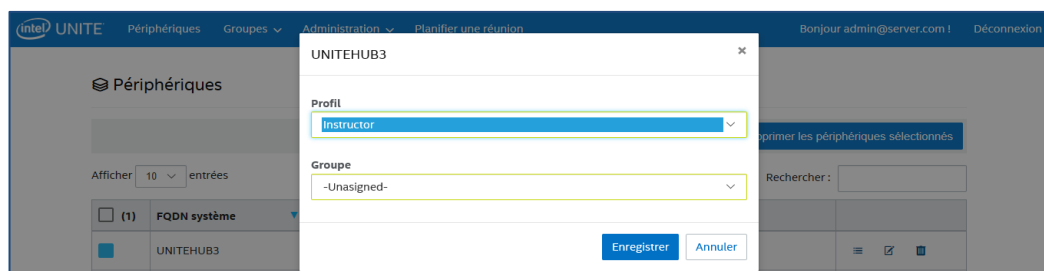 intel UNITE Périphériques Groupes Administration Planifier une réunion Bonjour admin@server.com ! Déconnexion
UNITEHUB3 ×
Périphériques
Profil
Instructor
pprimer les périphériques sélectionnés
Groupe
Afficher 10 entrées
-Unasigned-
Rechercher :
(1) FQDN système
UNITEHUB3
Enregistrer Annuler